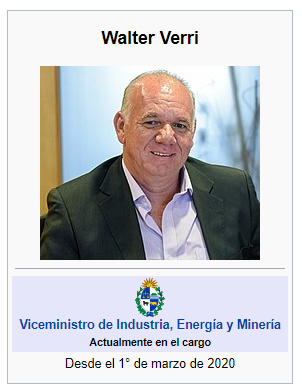 Walter Verri
Viceministro de Industria, Energía y Minería
Actualmente en el cargo
Desde el 1° de marzo de 2020